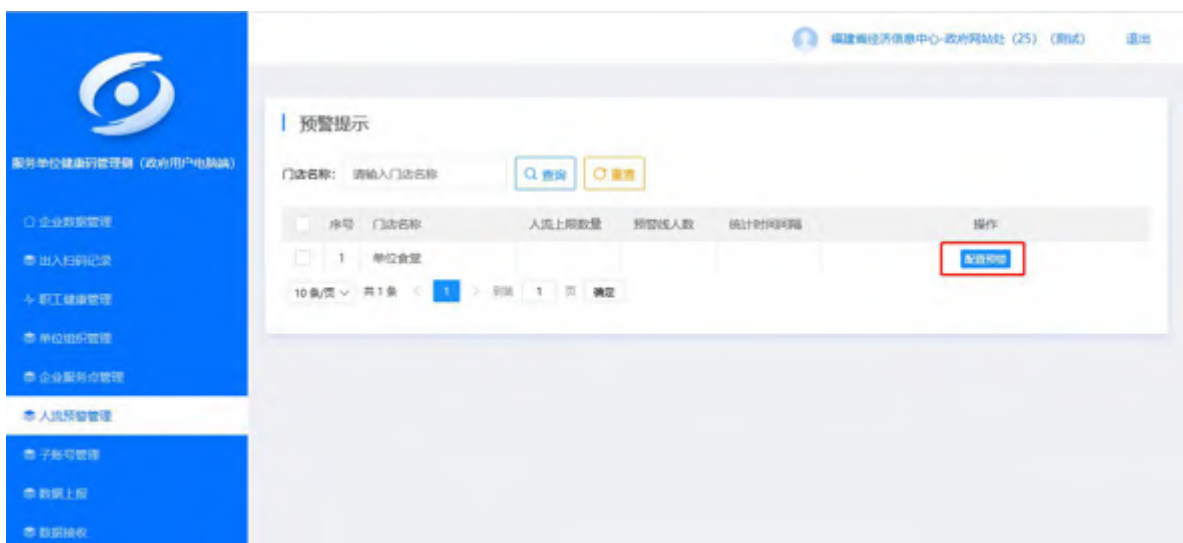 福建省经济信息中心-政府网站处（25）（测试） 退出
服务单位健康码管理侧（政府用户电脑端）
企业数据管理
出入扫码记录
职工健康管理
单位组织管理
企业服务点管理
人流预警管理
子账号管理
数据上报
数据接收
预警提示
门店名称： 请输入门店名称 查询 重置
序号 门店名称 人流上限数量 预警线人数 统计时间间隔 操作
1 单位食堂 配置预警
10 条/页 共 1 条 < 1 > 到第 1 页 确定